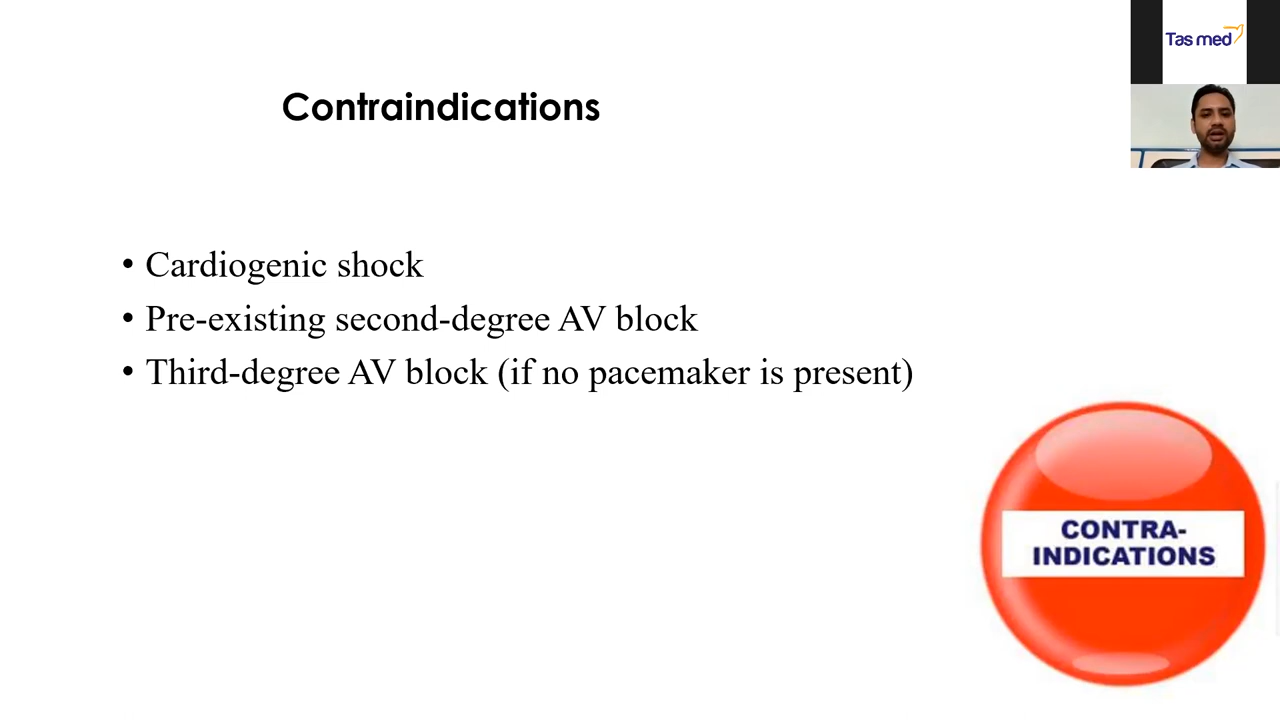 Tas med
Contraindications
• Cardiogenic shock
• Pre-existing second-degree AV block
• Third-degree AV block (if no pacemaker is present)
CONTRA-
INDICATIONS